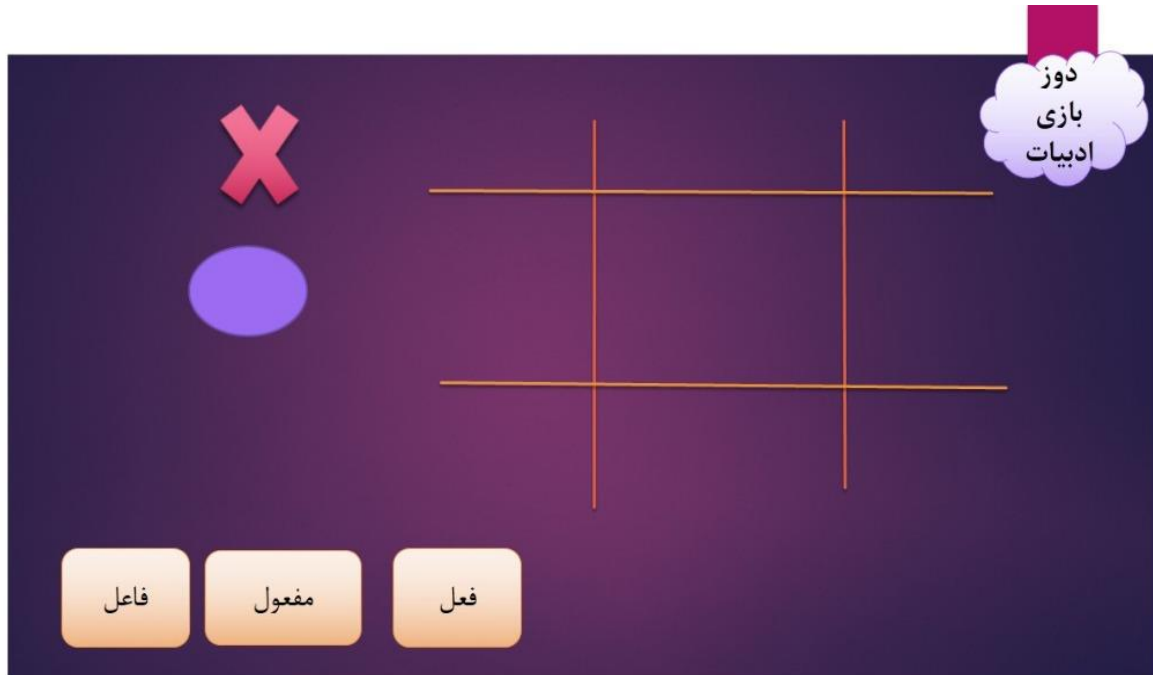 دوز
بازی
ادبیات
فعل
مفعول
فاعل